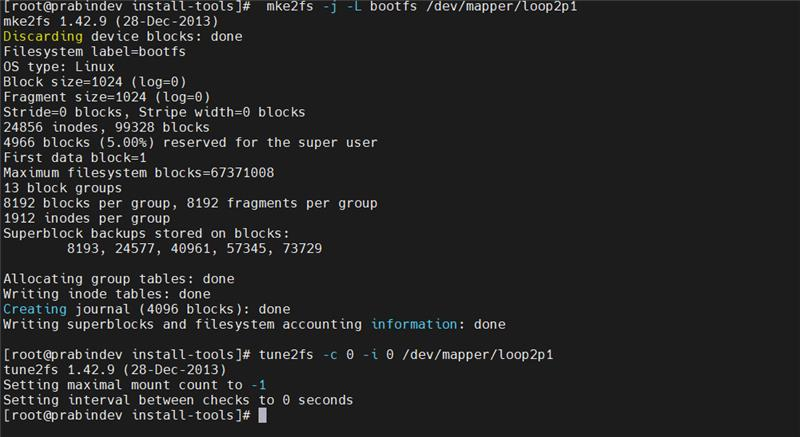 [root@prabindev install-tools]#  mke2fs -j -L bootfs /dev/mapper/loop2p1
mke2fs 1.42.9 (28-Dec-2013)
Discarding device blocks: done
Filesystem label=bootfs
OS type: Linux
Block size=1024 (log=0)
Fragment size=1024 (log=0)
Stride=0 blocks, Stripe width=0 blocks
24856 inodes, 99328 blocks
4966 blocks (5.00%) reserved for the super user
First data block=1
Maximum filesystem blocks=67371008
13 block groups
8192 blocks per group, 8192 fragments per group
1912 inodes per group
Superblock backups stored on blocks:
        8193, 24577, 40961, 57345, 73729
Allocating group tables: done
Writing inode tables: done
Creating journal (4096 blocks): done
Writing superblocks and filesystem accounting information: done
[root@prabindev install-tools]# tune2fs -c 0 -i 0 /dev/mapper/loop2p1
tune2fs 1.42.9 (28-Dec-2013)
Setting maximal mount count to -1
Setting interval between checks to 0 seconds
[root@prabindev install-tools]#